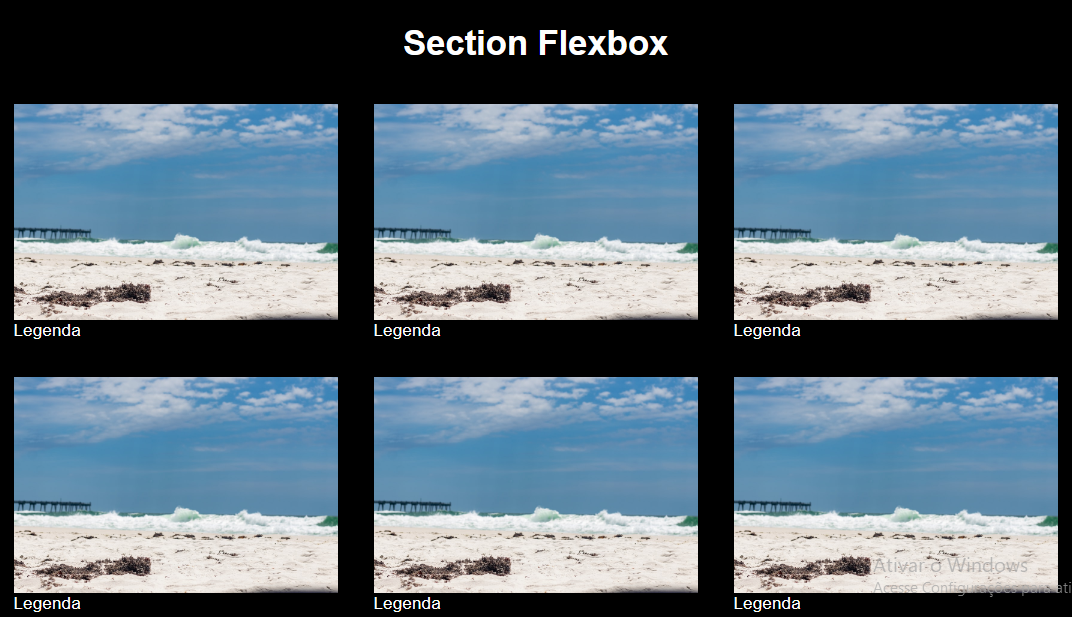 Section Flexbox
Legenda
Legenda
Legenda
Legenda
Legenda
Legenda
Ativar o Windows
Acesse Configurações para ati